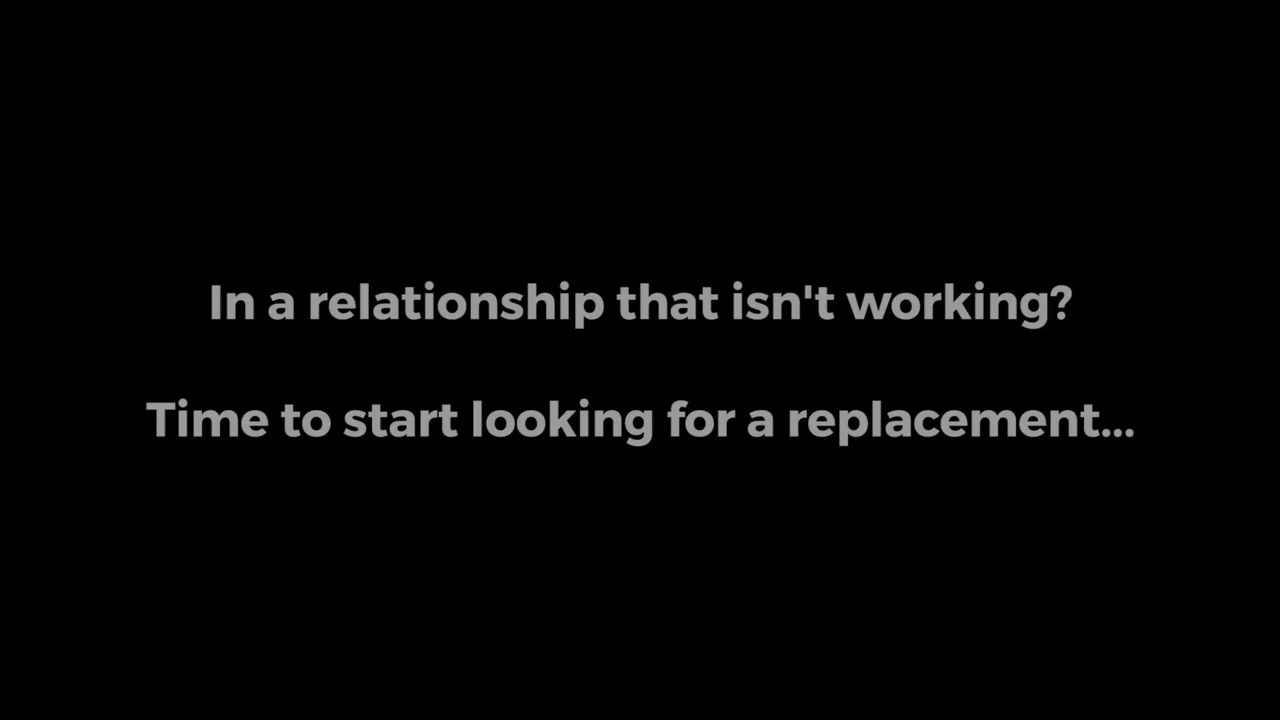 In a relationship that isn't working?
Time to start looking for a replacement...